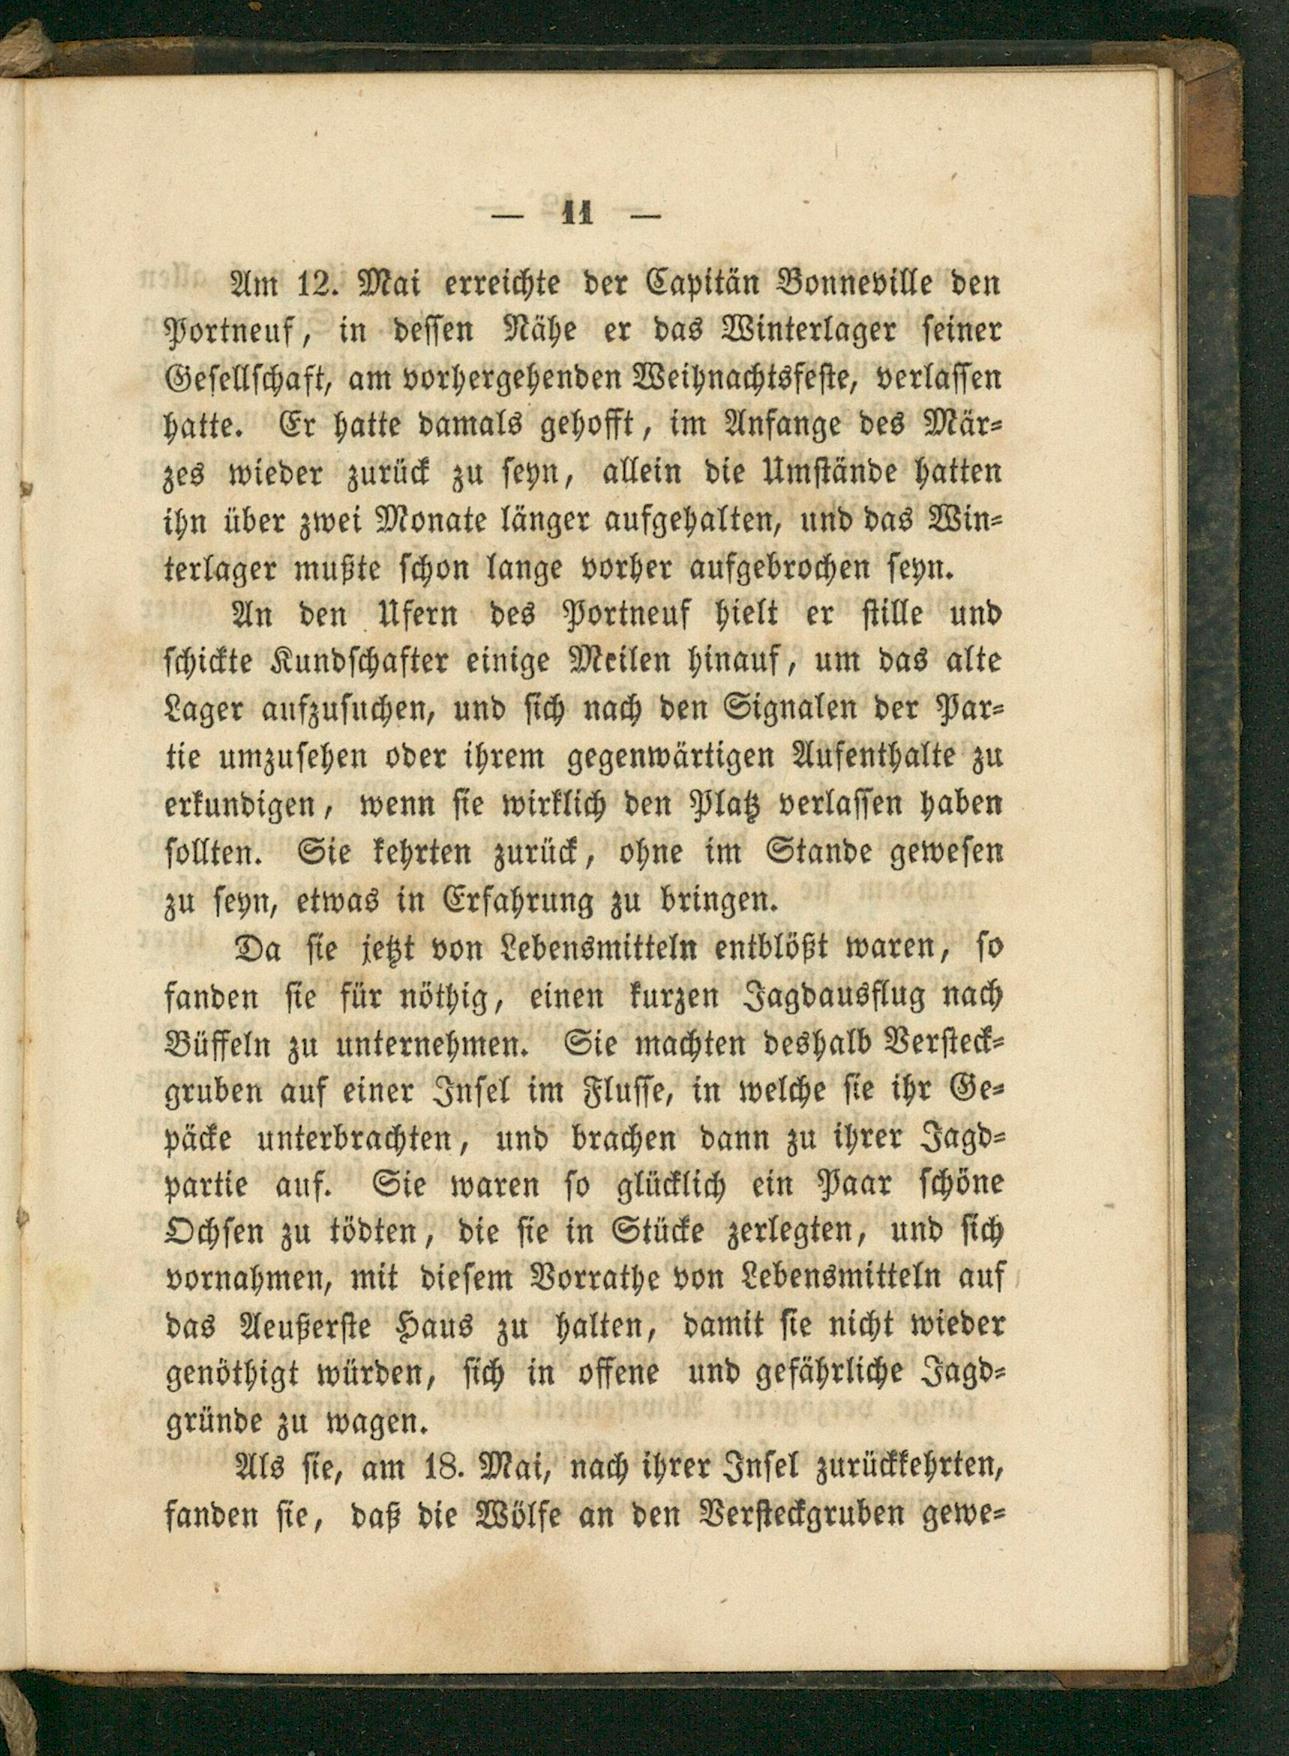 — 11 —
Am 12. Mai erreichte der Capitän Bonneville den
Portneuf, in dessen Nähe er das Winterlager seiner
Gesellschaft, am vorhergehenden Weihnachtsfeste, verlassen
hatte. Er hatte damals gehofft, im Anfange des Mär-
zes wieder zurück zu seyn, allein die Umstände hatten
ihn über zwei Monate länger aufgehalten, und das Win-
terlager mußte schon lange vorher aufgebrochen seyn.
An den Ufern des Portneuf hielt er stille und
schickte Kundschafter einige Meilen hinauf, um das alte
Lager aufzusuchen, und sich nach den Signalen der Par-
tie umzusehen oder ihrem gegenwärtigen Aufenthalte zu
erkundigen, wenn sie wirklich den Platz verlassen haben
sollten. Sie kehrten zurück, ohne im Stande gewesen
zu seyn, etwas in Erfahrung zu bringen.
Da sie jetzt von Lebensmitteln entblößt waren, so
fanden sie für nöthig, einen kurzen Jagdausflug nach
Büffeln zu unternehmen. Sie machten deshalb Versteck-
gruben auf einer Insel im Flusse, in welche sie ihr Ge-
päcke unterbrachten, und brachen dann zu ihrer Jagd-
partie auf. Sie waren so glücklich ein Paar schöne
Ochsen zu tödten, die sie in Stücke zerlegten, und sich
vornahmen, mit diesem Vorrathe von Lebensmitteln auf
das Aeußerste Haus zu halten, damit sie nicht wieder
genöthigt würden, sich in offene und gefährliche Jagd-
gründe zu wagen.
Als sie, am 18. Mai, nach ihrer Insel zurückkehrten,
fanden sie, daß die Wölfe an den Versteckgruben gewe-